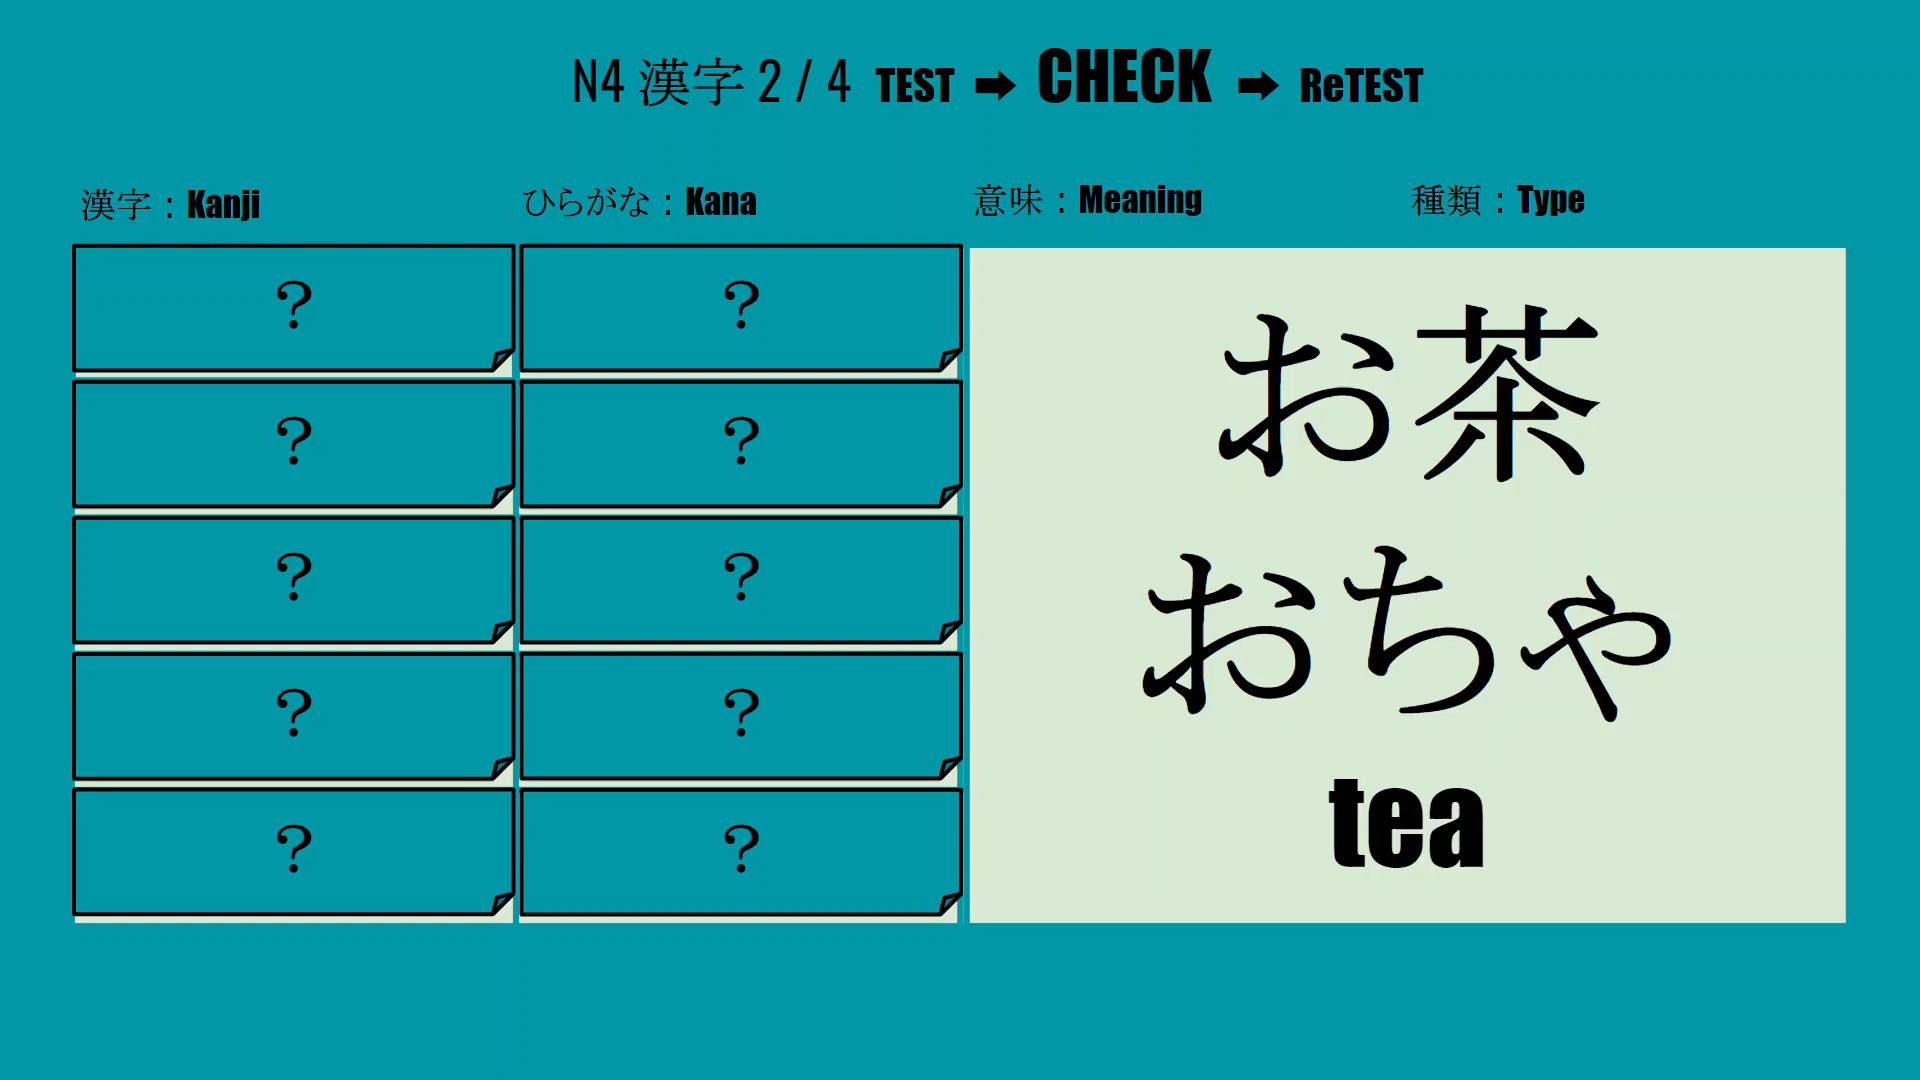 N4 漢字 2 / 4 TEST ➡ CHECK ➡ ReTEST
漢字：Kanji ひらがな：Kana 意味：Meaning 種類：Type
？ ？
？ ？
？ ？
？ ？
？ ？
お茶
おちゃ
tea